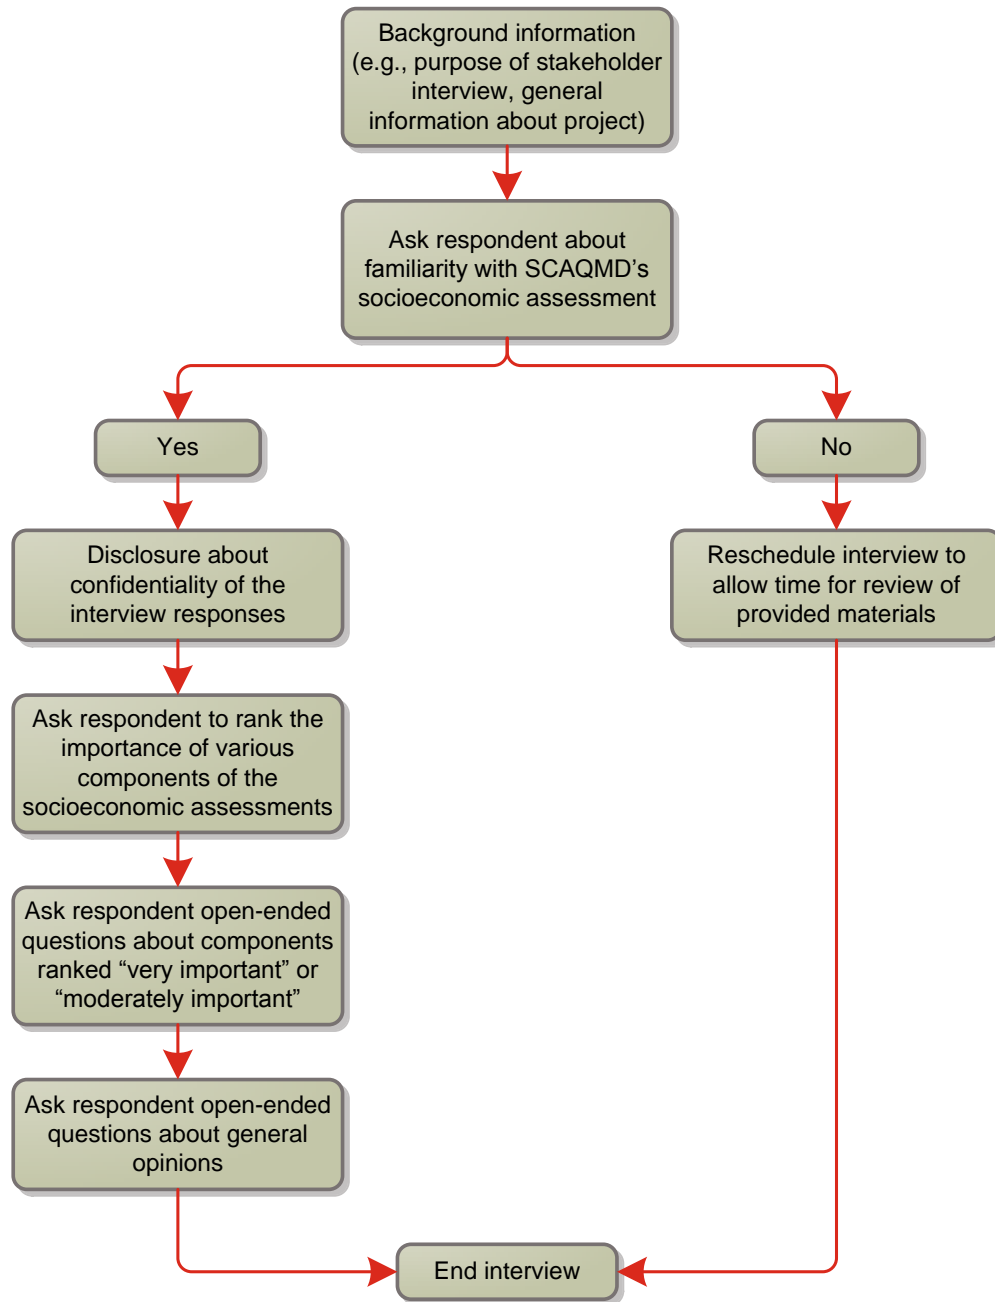 Background information
(e.g., purpose of stakeholder
interview, general
information about project)
Ask respondent about
familiarity with SCAQMD’s
socioeconomic assessment
Yes
No
Disclosure about
confidentiality of the
interview responses
Reschedule interview to
allow time for review of
provided materials
Ask respondent to rank the
importance of various
components of the
socioeconomic assessments
Ask respondent open-ended
questions about components
ranked “very important” or
“moderately important”
Ask respondent open-ended
questions about general
opinions
End interview